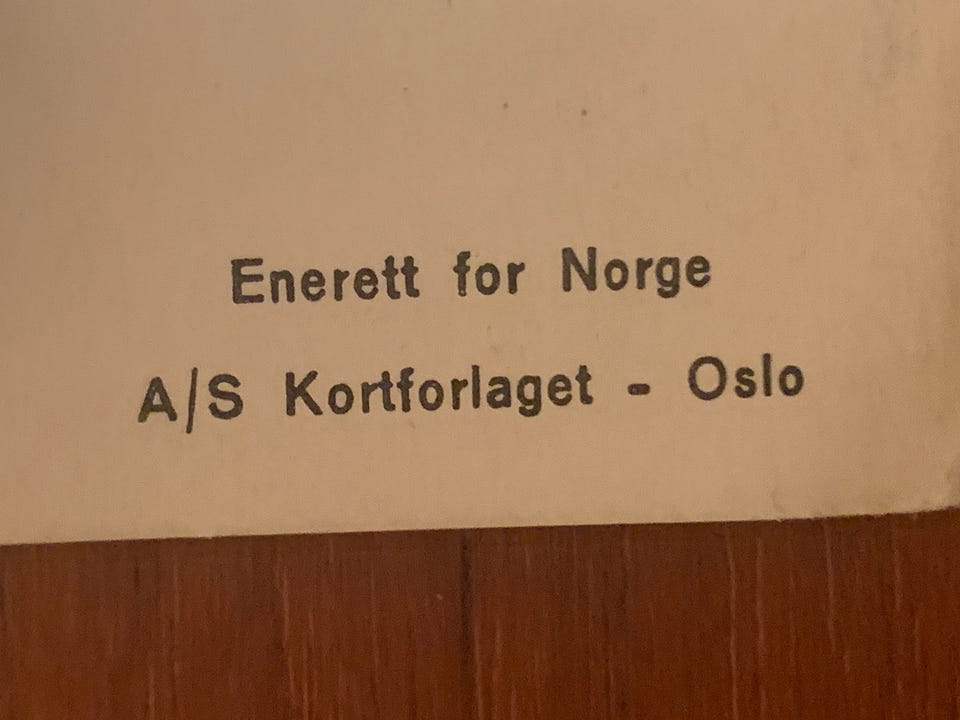 Enerett for Norge
A/S Kortforlaget - Oslo